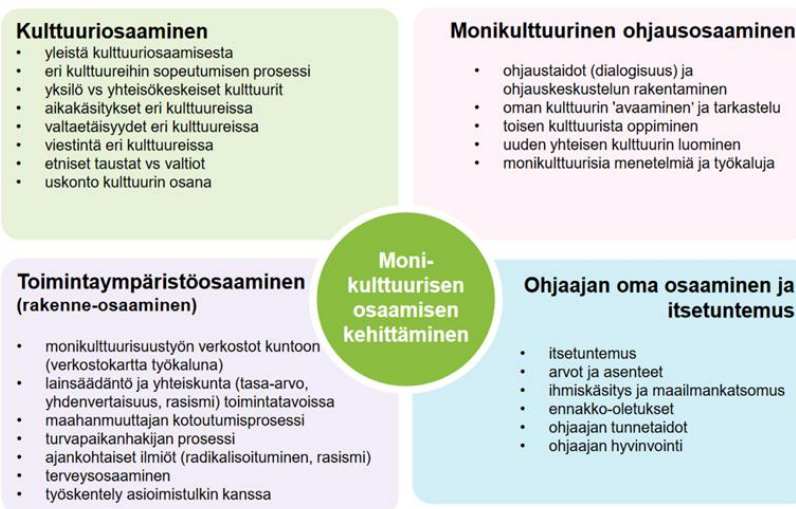 Kulttuuriosaaminen
• yleistä kulttuuriosaamisesta
• eri kulttuureihin sopeutumisen prosessi
• yksilö vs yhteisökeskeiset kulttuurit
• aikakäsitykset eri kulttuureissa
• valtaetäisyydet eri kulttuureissa
• viestintä eri kulttuureissa
• etniset taustat vs valtiot
• uskonto kulttuurin osana
Monikulttuurinen ohjausosaaminen
• ohjaustaidot (dialogisuus) ja
ohjauskeskustelun rakentaminen
• oman kulttuurin 'avaaminen' ja tarkastelu
• toisen kulttuurista oppiminen
• uuden yhteisen kulttuurin luominen
• monikulttuurisia menetelmiä ja työkaluja
Moni-
kulttuurisen
osaamisen
kehittäminen
Toimintaympäristöosaaminen
(rakenne-osaaminen)
• monikulttuurisuustyön verkostot kuntoon
(verkostokartta työkaluna)
• lainsäädäntö ja yhteiskunta (tasa-arvo,
yhdenvertaisuus, rasismi) toimintatavoissa
• maahanmuuttajan kotoutumisprosessi
• turvapaikanhakijan prosessi
• ajankohtaiset ilmiöt (radikalisoituminen, rasismi)
• terveysosaaminen
• työskentely asioimistulkin kanssa
Ohjaajan oma osaaminen ja
itsetuntemus
• itsetuntemus
• arvot ja asenteet
• ihmiskäsitys ja maailmankatsomus
• ennakko-oletukset
• ohjaajan tunnetaidot
• ohjaajan hyvinvointi